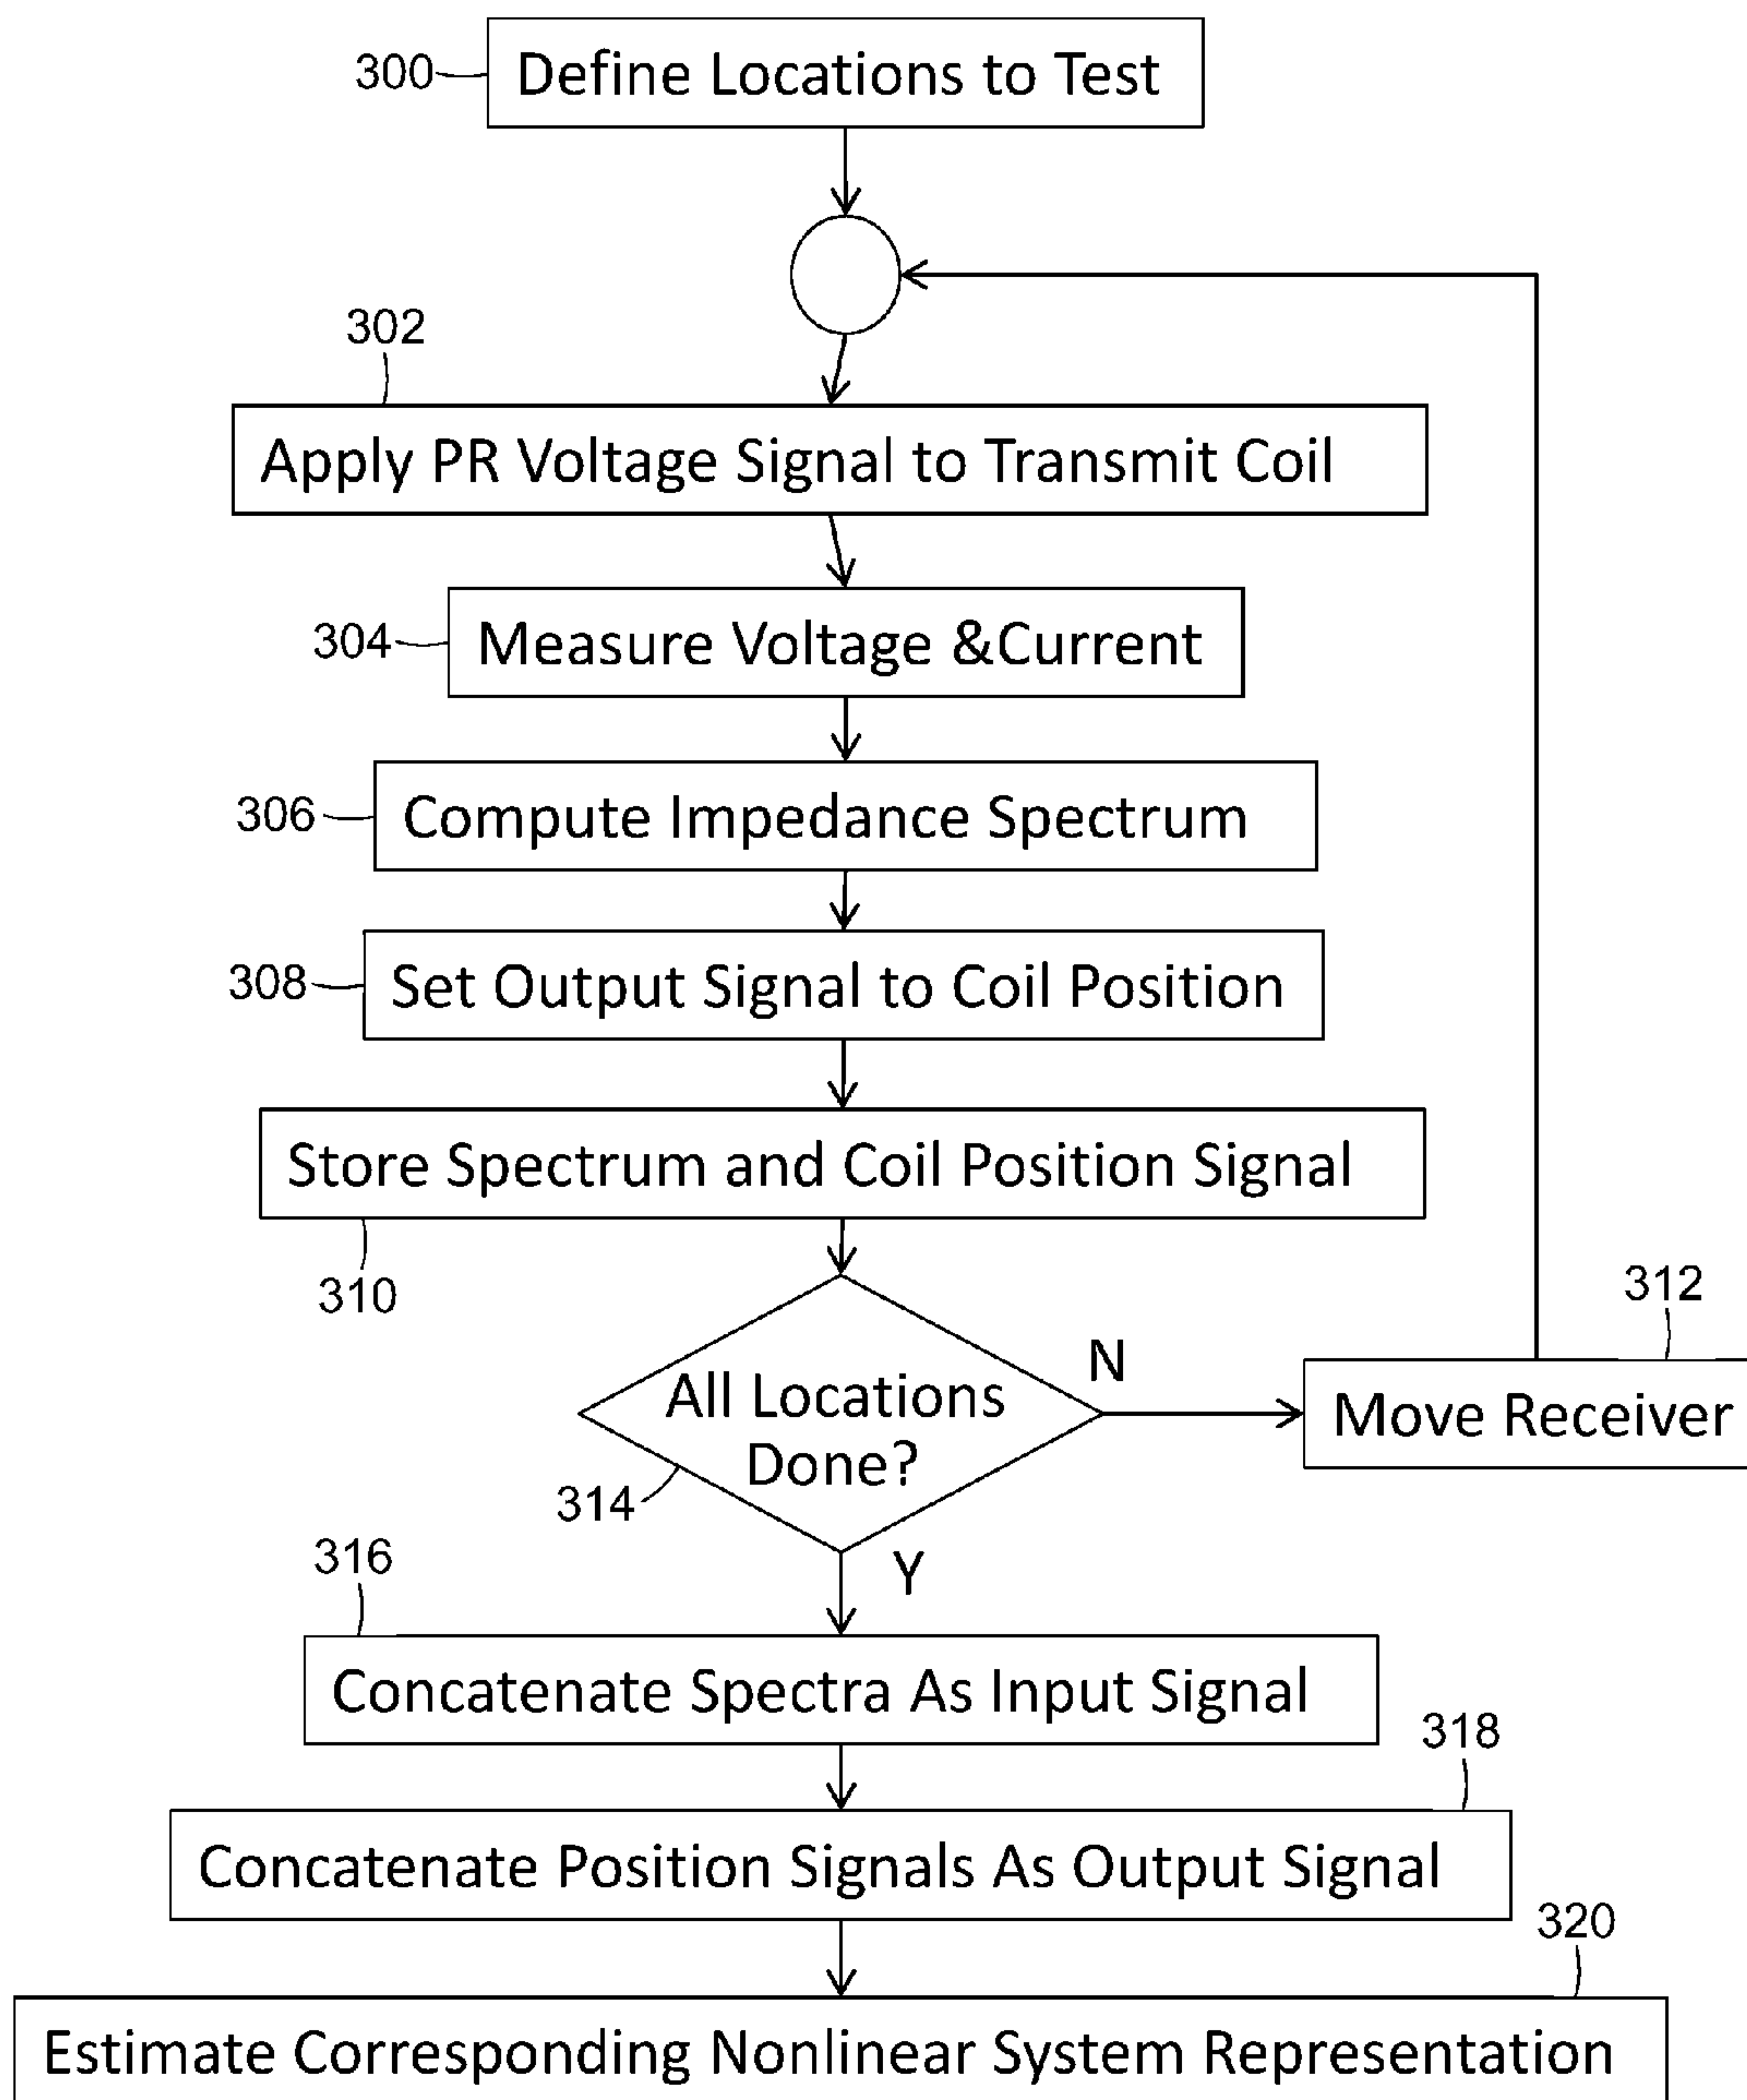 300
Define Locations to Test
302
Apply PR Voltage Signal to Transmit Coil
304
Measure Voltage &Current
306
Compute Impedance Spectrum
308
Set Output Signal to Coil Position
Store Spectrum and Coil Position Signal
310
312
N
All Locations
Done?
Move Receiver
314
316
Y
Concatenate Spectra As Input Signal
318
Concatenate Position Signals As Output Signal
320
Estimate Corresponding Nonlinear System Representation